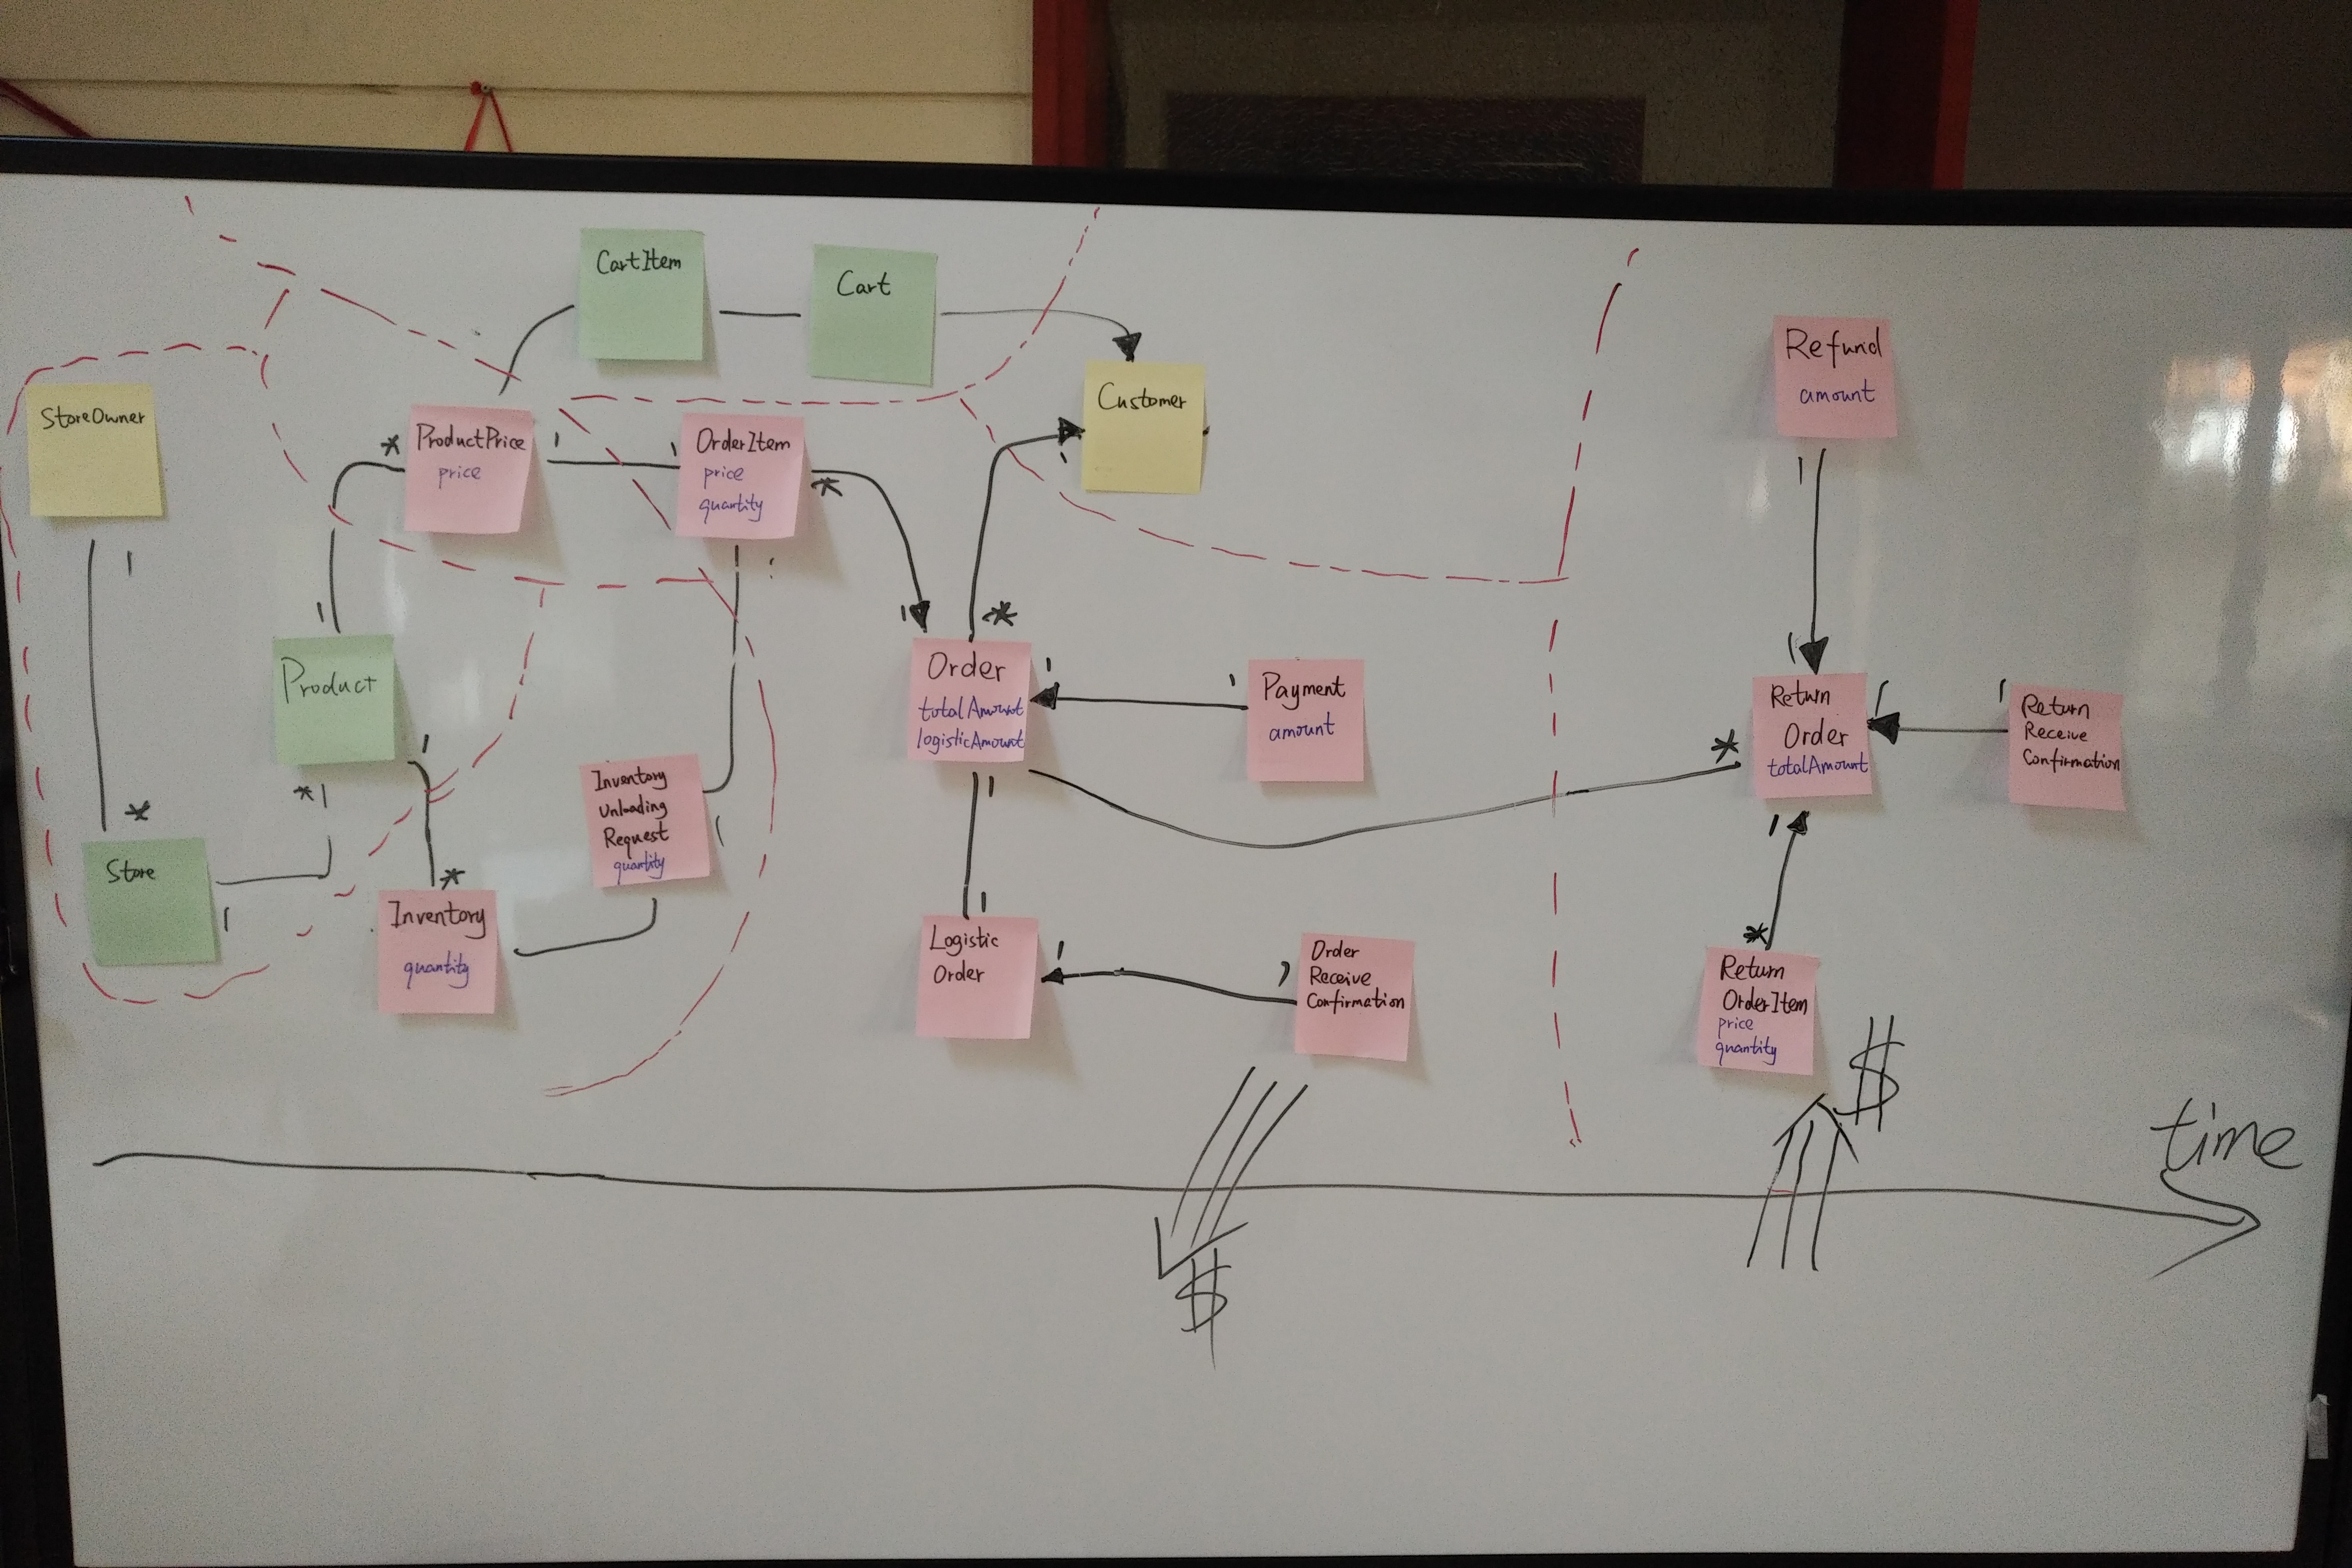 CartItem
Cart
StoreOwner
ProductPrice
price
*
1
1
OrderItem
price
quantity
*
Customer
Refund
amount
1
1
1
*
1
Product
1
*
Order
totalAmount
logisticAmount
1
1
Payment
amount
1
Return
Order
totalAmount
1
1
Return
Receive
Confirmation
*
*
1
Store
1
*
Inventory
quantity
Inventory
Unloading
Request
quantity
1
1
1
Logistic
Order
1
Order
Receive
Confirmation
1
*
Return
OrderItem
price
quantity
$
$
time